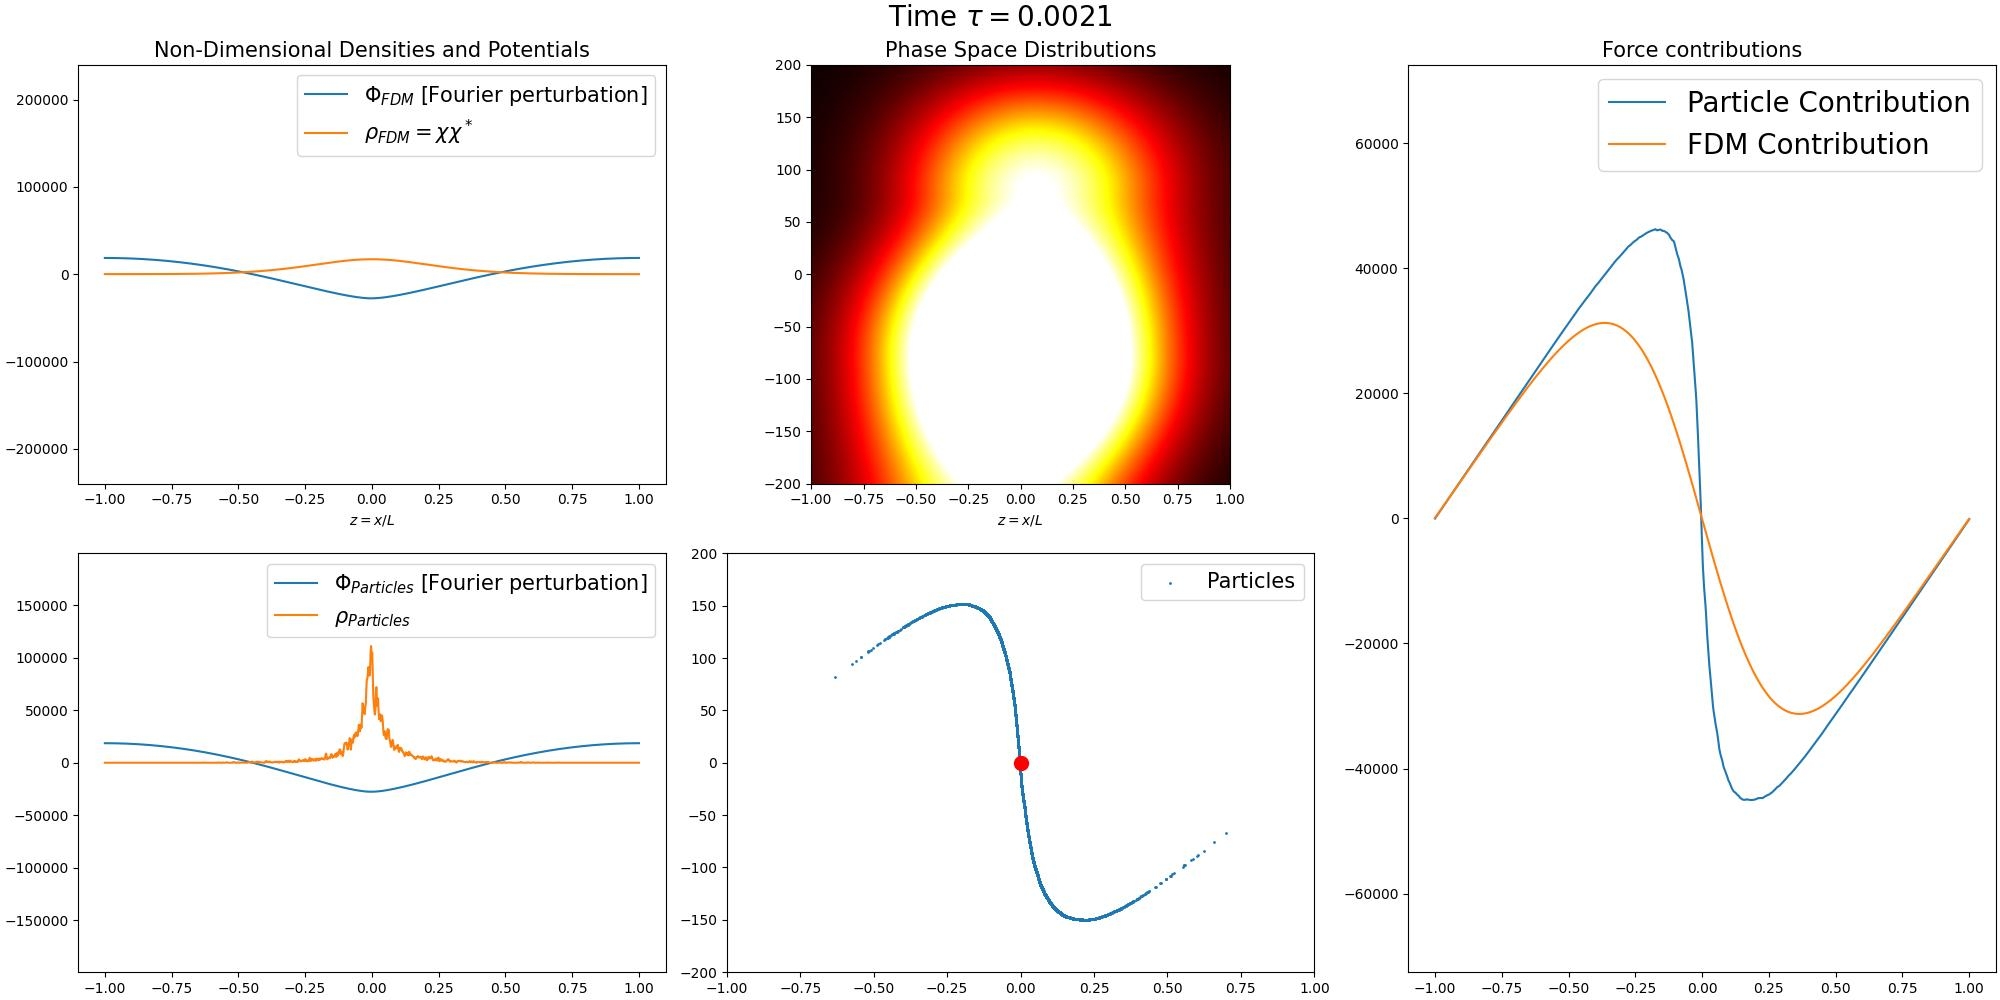 Time τ = 0.0021
Non-Dimensional Densities and Potentials
Φ_FDM [Fourier perturbation]
ρ_FDM = χχ*
200000
100000
0
−100000
−200000
−1.00 −0.75 −0.50 −0.25 0.00 0.25 0.50 0.75 1.00
z = x/L
Phase Space Distributions
200
150
100
50
0
−50
−100
−150
−200
−1.00 −0.75 −0.50 −0.25 0.00 0.25 0.50 0.75 1.00
z = x/L
Force contributions
Particle Contribution
FDM Contribution
60000
40000
20000
0
−20000
−40000
−60000
−1.00 −0.75 −0.50 −0.25 0.00 0.25 0.50 0.75 1.00
Φ_Particles [Fourier perturbation]
ρ_Particles
150000
100000
50000
0
−50000
−100000
−150000
−1.00 −0.75 −0.50 −0.25 0.00 0.25 0.50 0.75 1.00
Particles
200
150
100
50
0
−50
−100
−150
−200
−1.00 −0.75 −0.50 −0.25 0.00 0.25 0.50 0.75 1.00